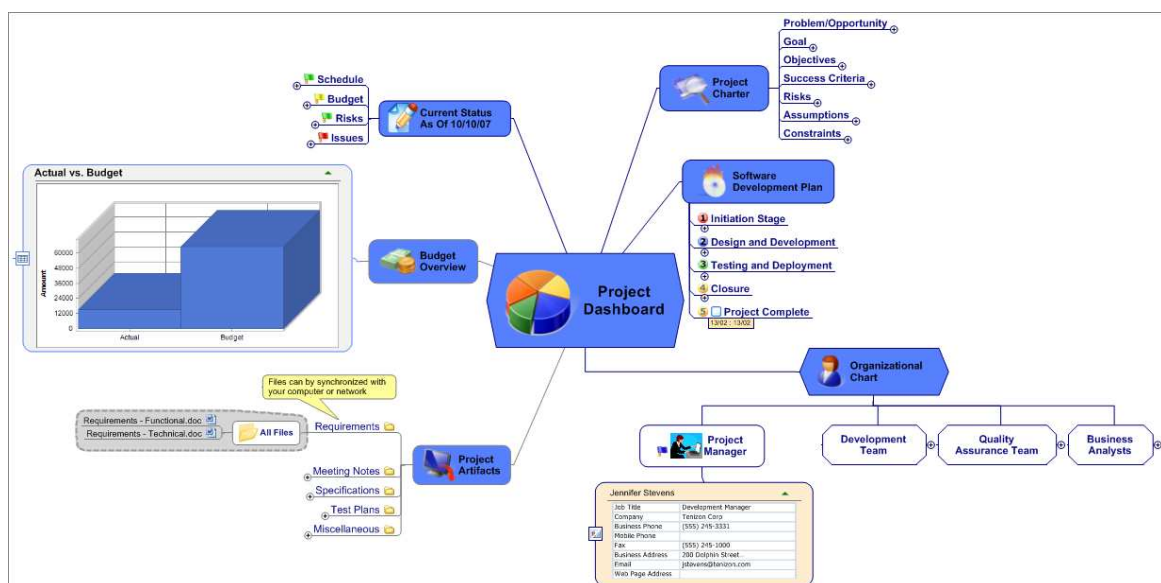 Problem/Opportunity
Goal
Objectives
Success Criteria
Risks
Assumptions
Constraints
Project
Charter
Schedule
Budget
Risks
Issues
Current Status
As Of 10/10/07
Software
Development Plan
1 Initiation Stage
2 Design and Development
3 Testing and Deployment
4 Closure
5 Project Complete
13/02 : 13/02
Actual vs. Budget
60000
48000
36000
24000
12000
0
Amount
Actual
Budget
Budget
Overview
Project
Dashboard
Organizational
Chart
Files can by synchronized with
your computer or network
Requirements - Functional.doc
Requirements - Technical.doc
All Files
Requirements
Meeting Notes
Specifications
Test Plans
Miscellaneous
Project
Artifacts
Project
Manager
Development
Team
Quality
Assurance Team
Business
Analysts
Jennifer Stevens
Job Title Development Manager
Company Tenizon Corp
Business Phone (555) 245-3331
Mobile Phone
Fax (555) 245-1000
Business Address 200 Dolphin Street
Email jstevens@tenizon.com
Web Page Address